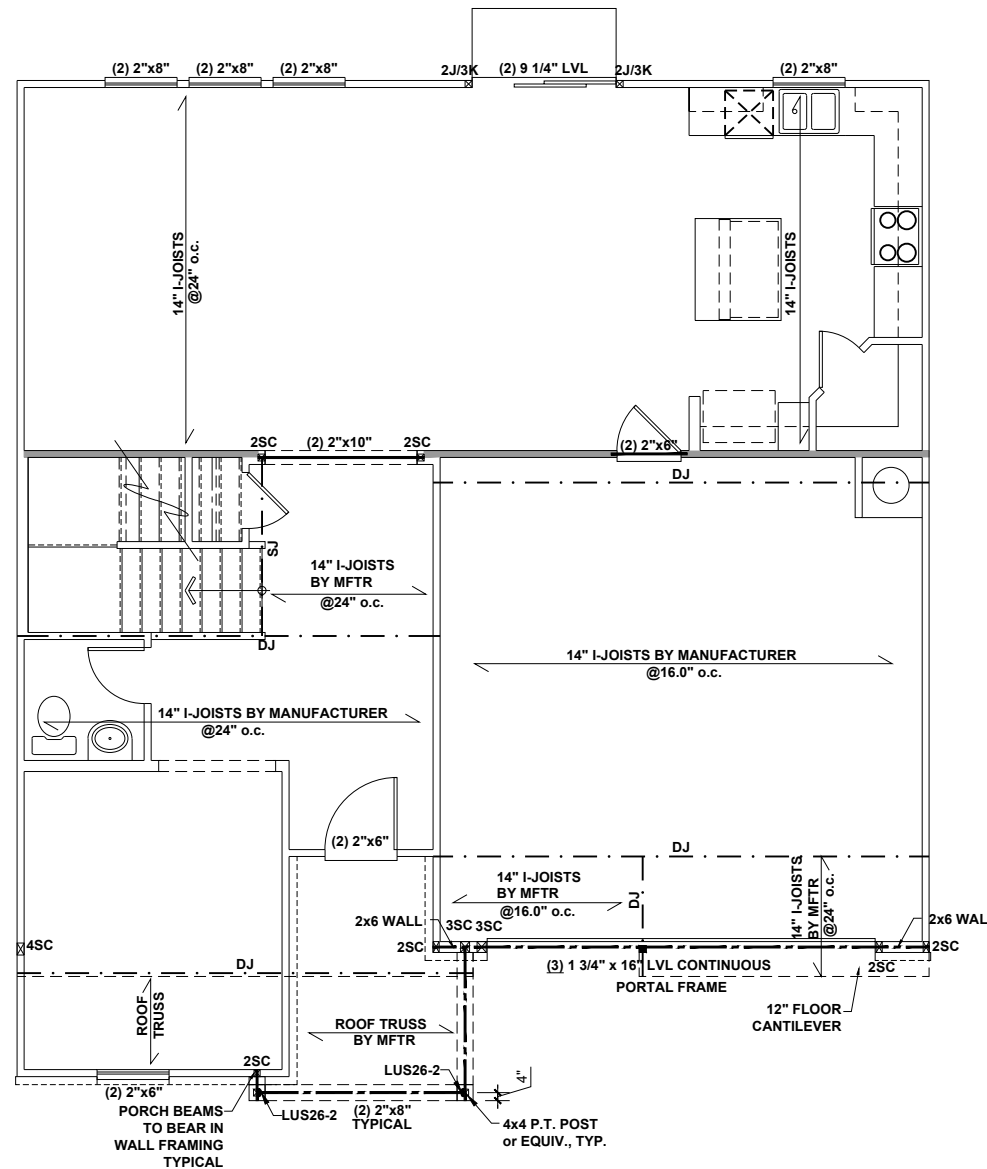 (2) 2"x8"
(2) 2"x8"
(2) 2"x8"
2J/3K
(2) 9 1/4" LVL
2J/3K
(2) 2"x8"
14" I-JOISTS
@24" o.c.
14" I-JOISTS
2SC
(2) 2"x10"
2SC
(2) 2"x6"
DJ
SJ
14" I-JOISTS
BY MFTR
@24" o.c.
DJ
14" I-JOISTS BY MANUFACTURER
@16.0" o.c.
14" I-JOISTS BY MANUFACTURER
@24" o.c.
(2) 2"x6"
DJ
14" I-JOISTS
BY MFTR
@16.0" o.c.
DJ
14" I-JOISTS
BY MFTR
@24" o.c.
2x6 WALL
3SC
3SC
2x6 WAL
4SC
2SC
2SC
2SC
(3) 1 3/4" x 16" LVL CONTINUOUS
PORTAL FRAME
DJ
12" FLOOR
CANTILEVER
ROOF
TRUSS
ROOF TRUSS
BY MFTR
2SC
LUS26-2
4"
(2) 2"x6"
LUS26-2
(2) 2"x8"
TYPICAL
PORCH BEAMS
TO BEAR IN
WALL FRAMING
TYPICAL
4x4 P.T. POST
or EQUIV., TYP.